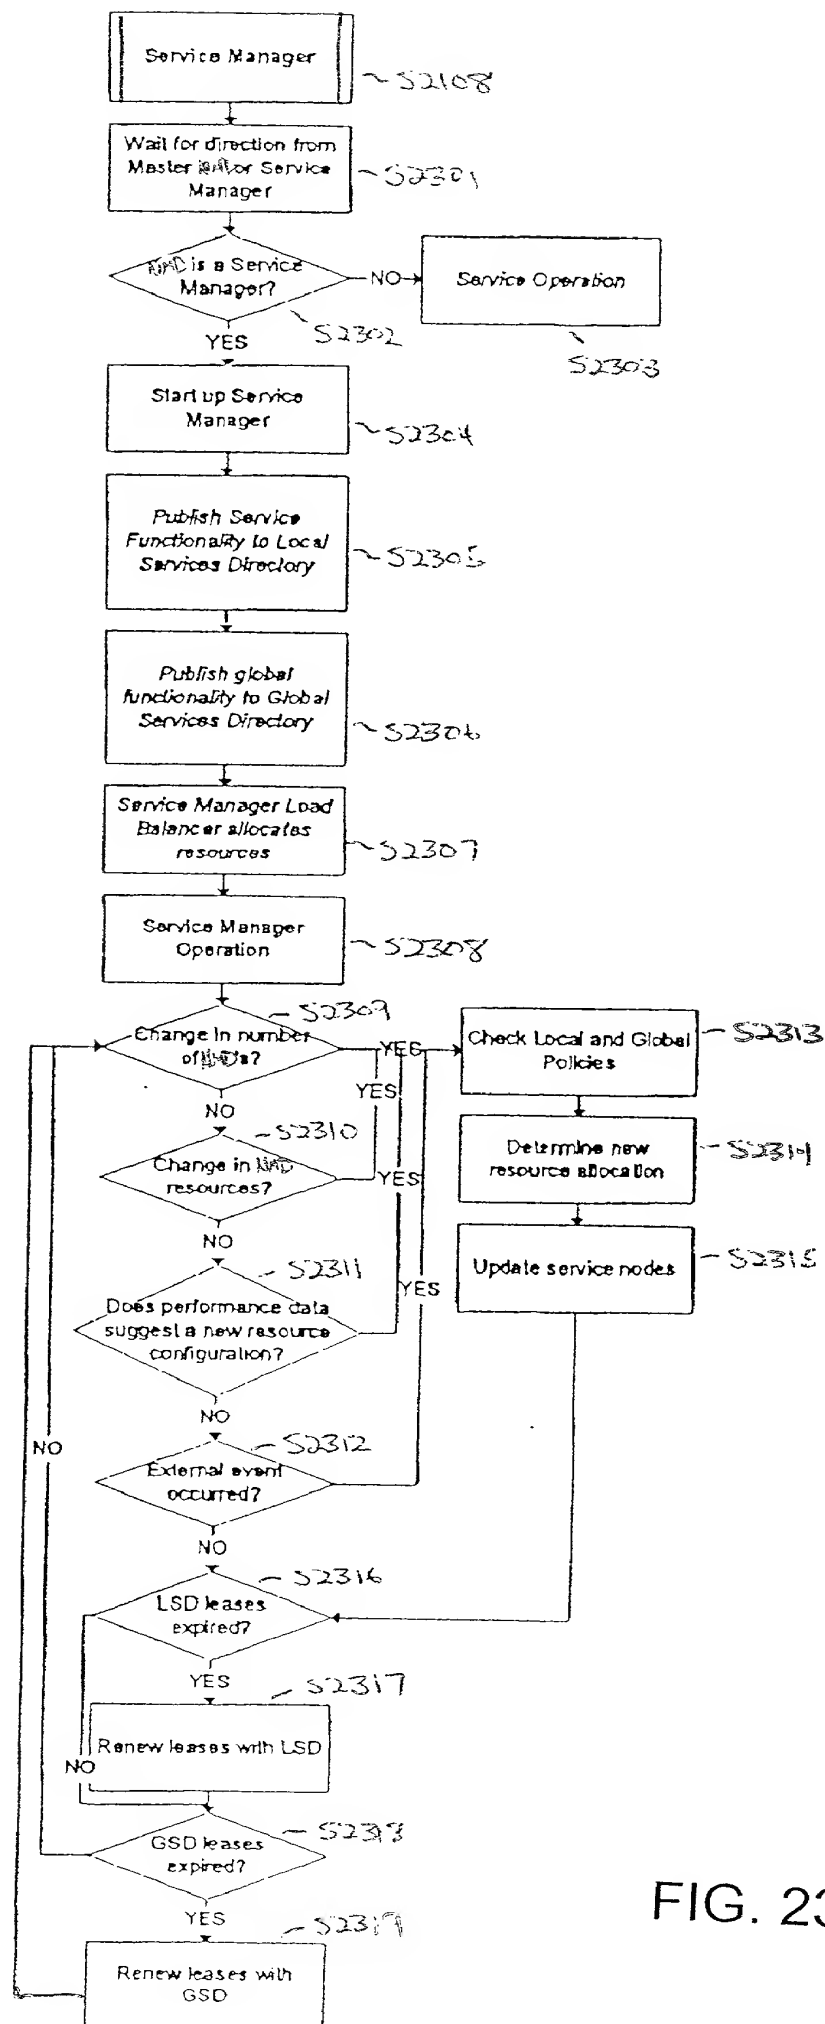 Service Manager
S2108
Wait for direction from
Master or Service
Manager
S2301
is a Service
Manager?
NO
Service Operation
S2302
S2303
YES
Start up Service
Manager
S2304
Publish Service
Functionality to Local
Services Directory
S2305
Publish global
functionality to Global
Services Directory
S2306
Service Manager Load
Balancer allocates
resources
S2307
Service Manager
Operation
S2308
S2309
Change in number
of
YES
Check Local and Global
Policies
S2313
YES
NO
S2310
Change in
resources?
YES
Determine new
resource allocation
S2314
NO
S2311
Does performance data
suggest a new resource
configuration?
YES
Update service nodes
S2315
NO
NO
S2312
External event
occurred?
NO
S2316
LSD leases
expired?
YES
S2317
Renew leases with LSD
NO
S2318
GSD leases
expired?
YES
S2319
Renew leases with
GSD
FIG. 23